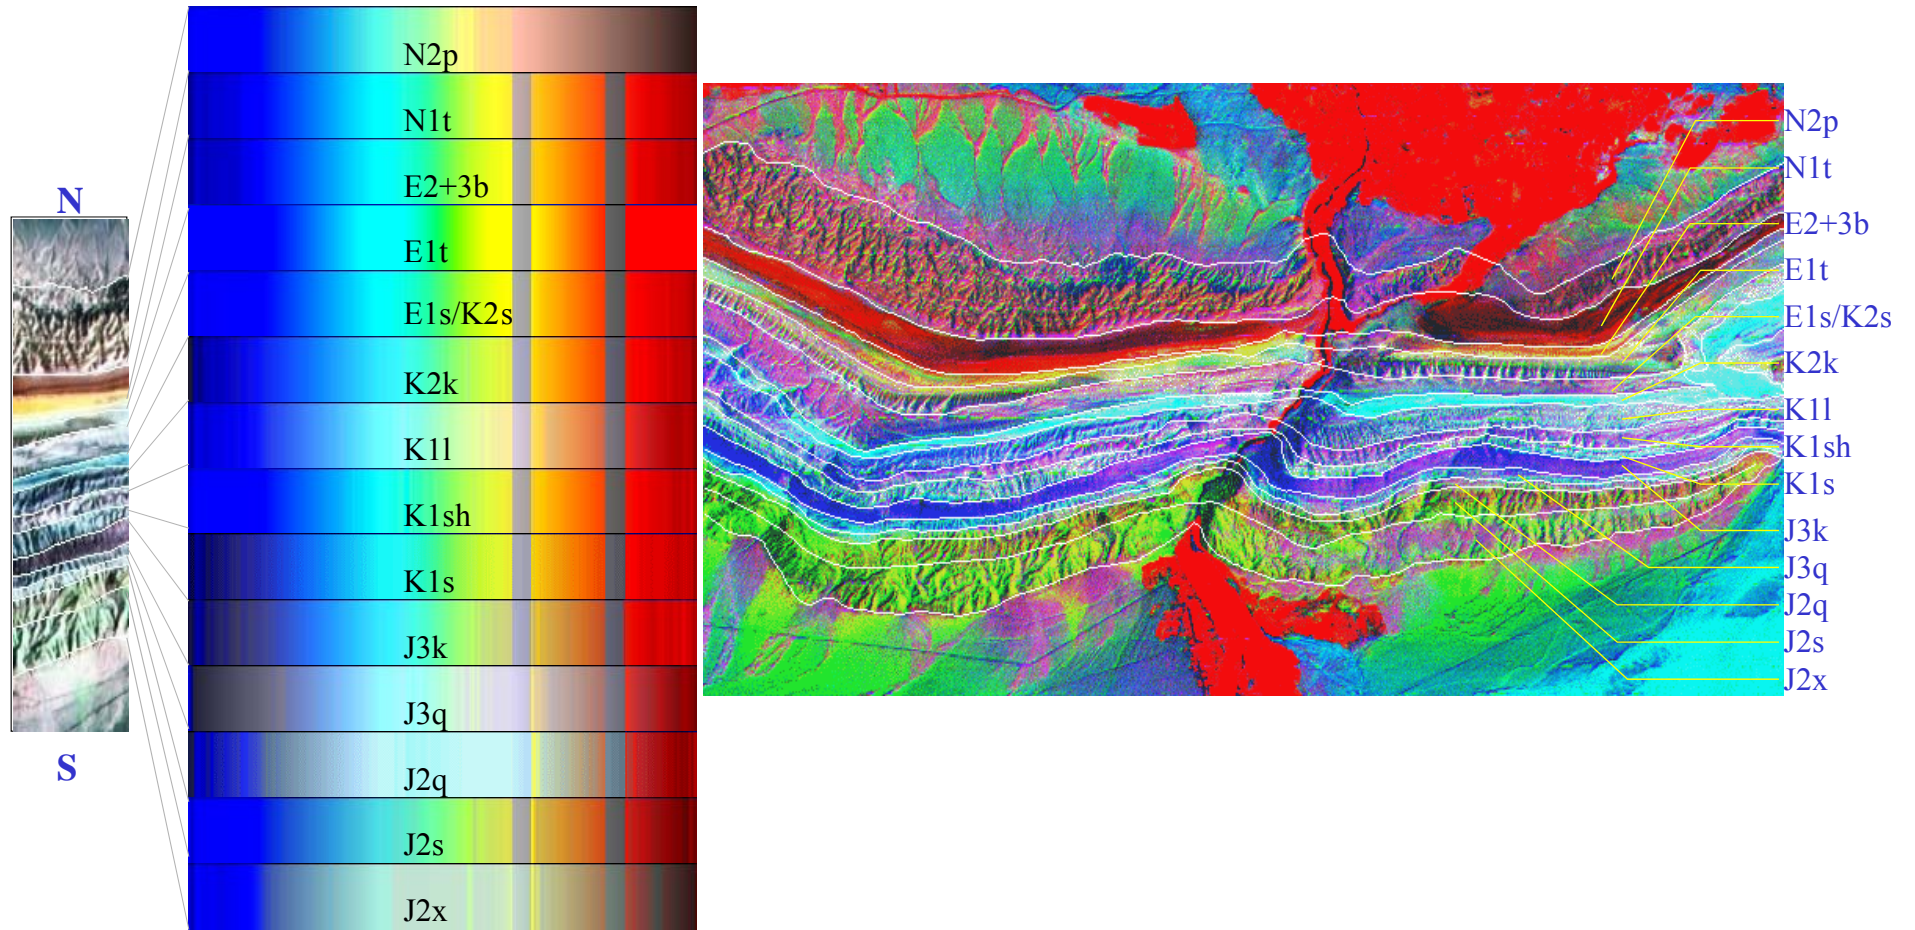 N
S
N2p
N1t
E2+3b
E1t
E1s/K2s
K2k
K1l
K1sh
K1s
J3k
J3q
J2q
J2s
J2x
N2p
N1t
E2+3b
E1t
E1s/K2s
K2k
K1l
K1sh
K1s
J3k
J3q
J2q
J2s
J2x